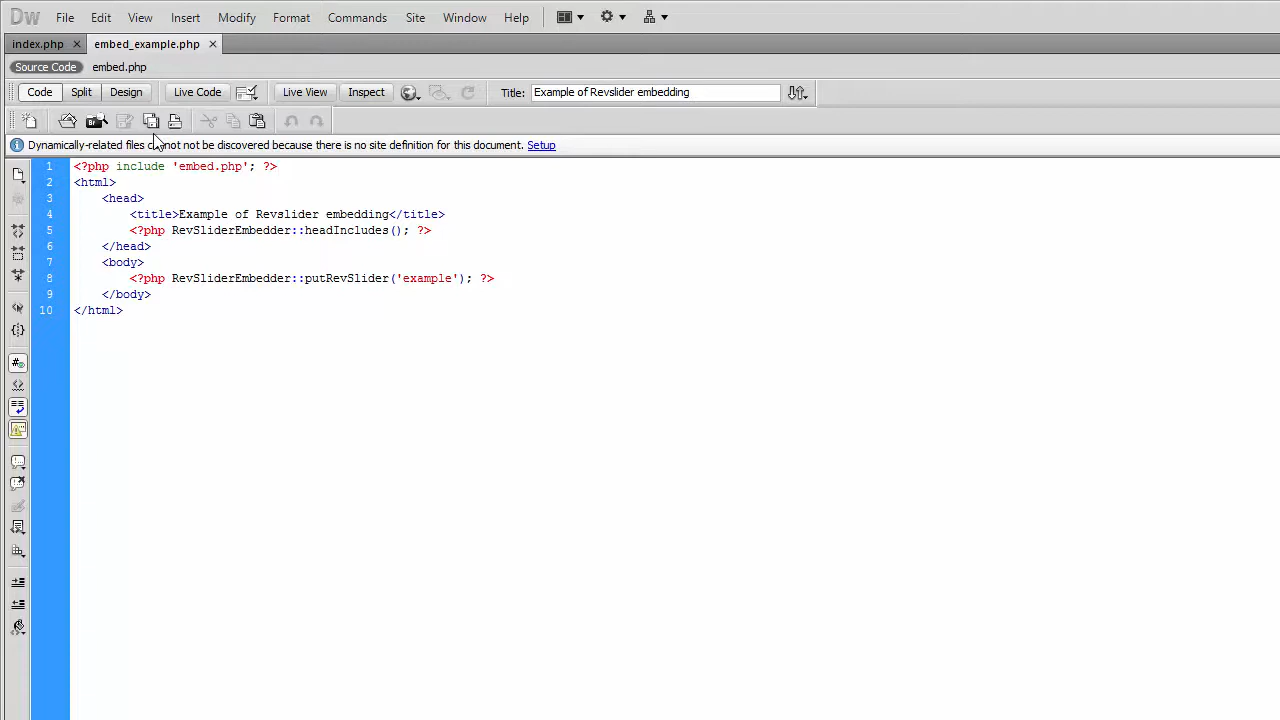 Dw File Edit View Insert Modify Format Commands Site Window Help
index.php embed_example.php
Source Code embed.php
Code Split Design Live Code Live View Inspect Title: Example of Revslider embedding
Br
Dynamically-related files cannot not be discovered because there is no site definition for this document. Setup
1 <?php include 'embed.php'; ?>
2 <html>
3 <head>
4 <title>Example of Revslider embedding</title>
5 <?php RevSliderEmbedder::headIncludes(); ?>
6 </head>
7 <body>
8 <?php RevSliderEmbedder::putRevSlider('example'); ?>
9 </body>
10 </html>